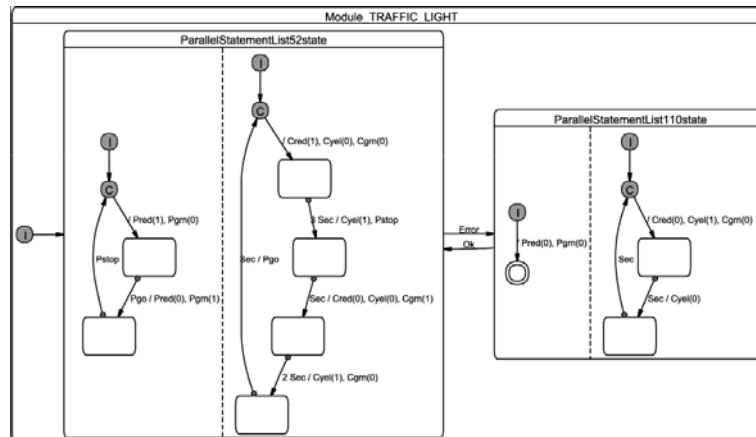 Module TRAFFIC_LIGHT
ParallelStatementList52state
I
C
/ Cred(1), Cyel(0), Cgrn(0)
I
C
/ Pred(1), Pgrn(0)
3 Sec / Cyel(1), Pstop
I
Pstop
Sec / Pgo
Pgo / Pred(0), Pgrn(1)
Sec / Cred(0), Cyel(0), Cgrn(1)
2 Sec / Cyel(1), Cgrn(0)
Error
Ok
ParallelStatementList110state
I
/ Pred(0), Pgrn(0)
I
C
/ Cred(0), Cyel(1), Cgrn(0)
Sec
Sec / Cyel(0)